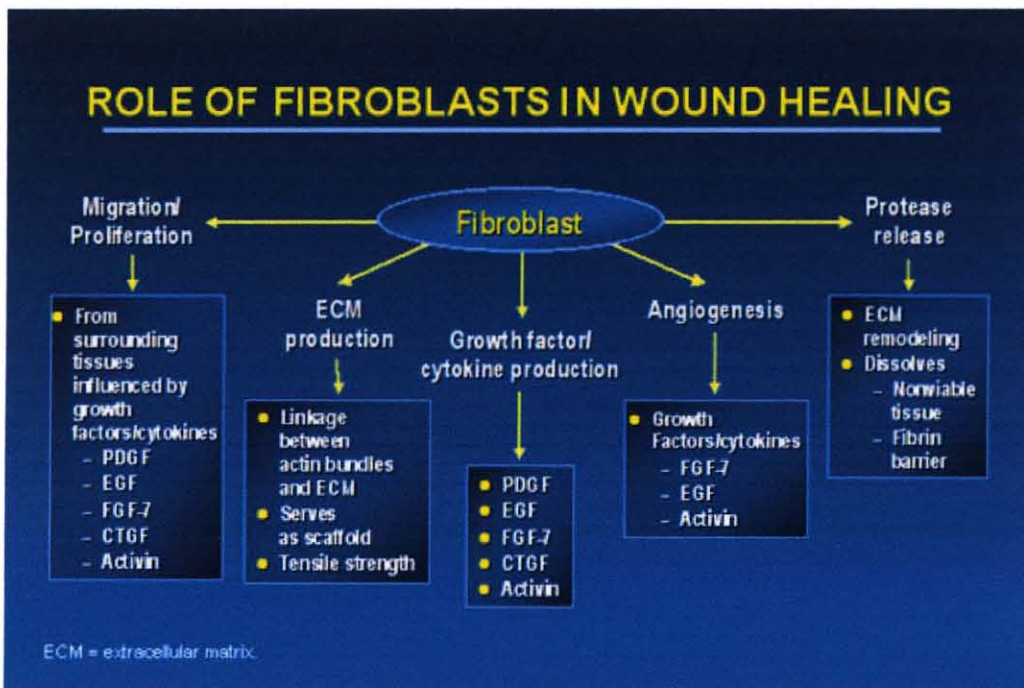 ROLE OF FIBROBLASTS IN WOUND HEALING
Fibroblast
Migration/
Proliferation
• From
surrounding
tissues
influenced by
growth
factors/cytokines
– PDGF
– EGF
– FGF-7
– CTGF
– Activin
ECM
production
• Linkage
between
actin bundles
and ECM
• Serves
as scaffold
• Tensile strength
Growth factor/
cytokine production
• PDGF
• EGF
• FGF-7
• CTGF
• Activin
Angiogenesis
• Growth
Factors/cytokines
– FGF-7
– EGF
– Activin
Protease
release
• ECM
remodeling
• Dissolves
– Nonviable
tissue
– Fibrin
barrier
ECM = extracellular matrix.